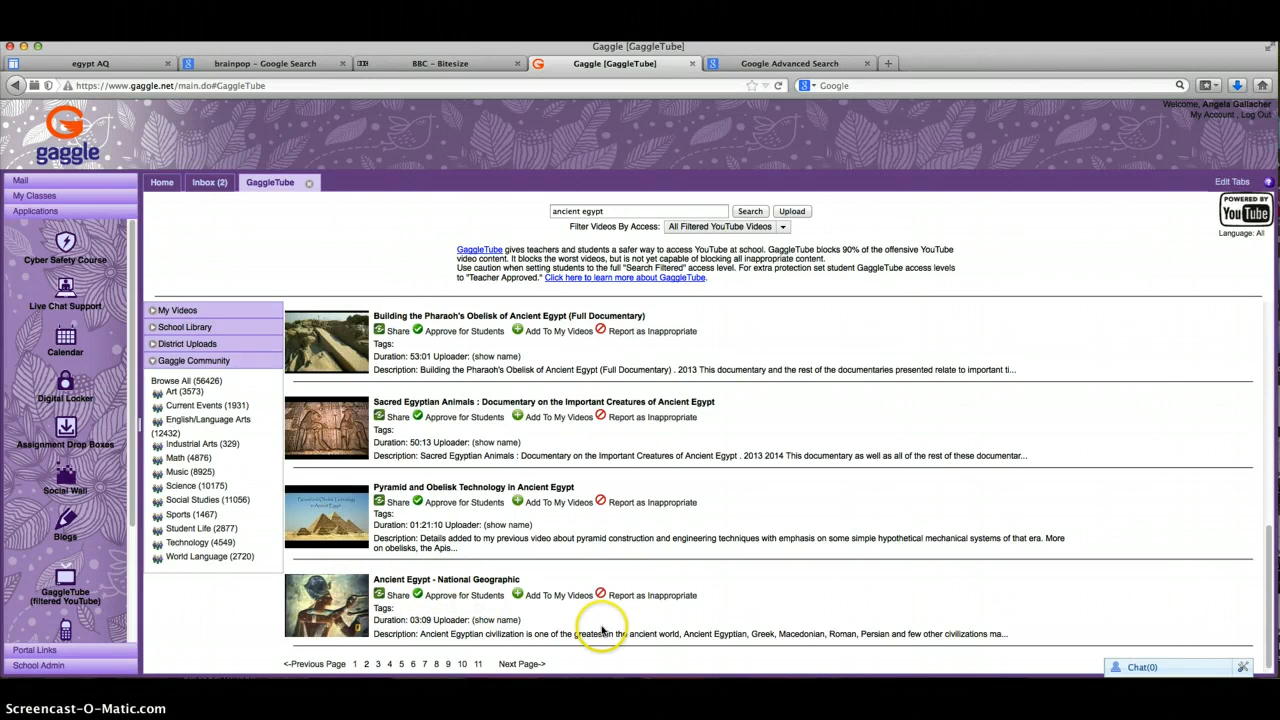 Gaggle [GaggleTube]
egypt AQ
brainpop - Google Search
BBC - Bitesize
Gaggle [GaggleTube]
Google Advanced Search
https://www.gaggle.net/main.do#GaggleTube
Google
Welcome, Angela Gallacher
My Account . Log Out
gaggle
Mail
My Classes
Applications
Home
Inbox (2)
GaggleTube
Edit Tabs
ancient egypt
Search
Upload
Filter Videos By Access:
All Filtered YouTube Videos
POWERED BY
YouTube
Language: All
GaggleTube gives teachers and students a safer way to access YouTube at school. GaggleTube blocks 90% of the offensive YouTube
video content. It blocks the worst videos, but is not yet capable of blocking all inappropriate content.
Use caution when setting students to the full "Search Filtered" access level. For extra protection set student GaggleTube access levels
to "Teacher Approved." Click here to learn more about GaggleTube.
Cyber Safety Course
Live Chat Support
Calendar
Digital Locker
Assignment Drop Boxes
Social Wall
Blogs
GaggleTube
(filtered YouTube)
Portal Links
School Admin
My Videos
School Library
District Uploads
Gaggle Community
Browse All (56426)
Art (3573)
Current Events (1931)
English/Language Arts
(12432)
Industrial Arts (329)
Math (4876)
Music (8925)
Science (10175)
Social Studies (11056)
Sports (1467)
Student Life (2877)
Technology (4549)
World Language (2720)
Building the Pharaoh's Obelisk of Ancient Egypt (Full Documentary)
Share Approve for Students Add To My Videos Report as Inappropriate
Tags:
Duration: 53:01 Uploader: (show name)
Description: Building the Pharaoh's Obelisk of Ancient Egypt (Full Documentary) . 2013 This documentary and the rest of the documentaries presented relate to important ti...
Sacred Egyptian Animals : Documentary on the Important Creatures of Ancient Egypt
Share Approve for Students Add To My Videos Report as Inappropriate
Tags:
Duration: 50:13 Uploader: (show name)
Description: Sacred Egyptian Animals : Documentary on the Important Creatures of Ancient Egypt . 2013 2014 This documentary as well as all of the rest of these documentar...
Pyramid and Obelisk Technology in Ancient Egypt
Share Approve for Students Add To My Videos Report as Inappropriate
Tags:
Duration: 01:21:10 Uploader: (show name)
Description: Details added to my previous video about pyramid construction and engineering techniques with emphasis on some simple hypothetical mechanical systems of that era. More
on obelisks, the Apis...
Ancient Egypt - National Geographic
Share Approve for Students Add To My Videos Report as Inappropriate
Tags:
Duration: 03:09 Uploader: (show name)
Description: Ancient Egyptian civilization is one of the greates in the ancient world, Ancient Egyptian, Greek, Macedonian, Roman, Persian and few other civilizations ma...
<-Previous Page 1 2 3 4 5 6 7 8 9 10 11 Next Page->
Chat(0)
Screencast-O-Matic.com